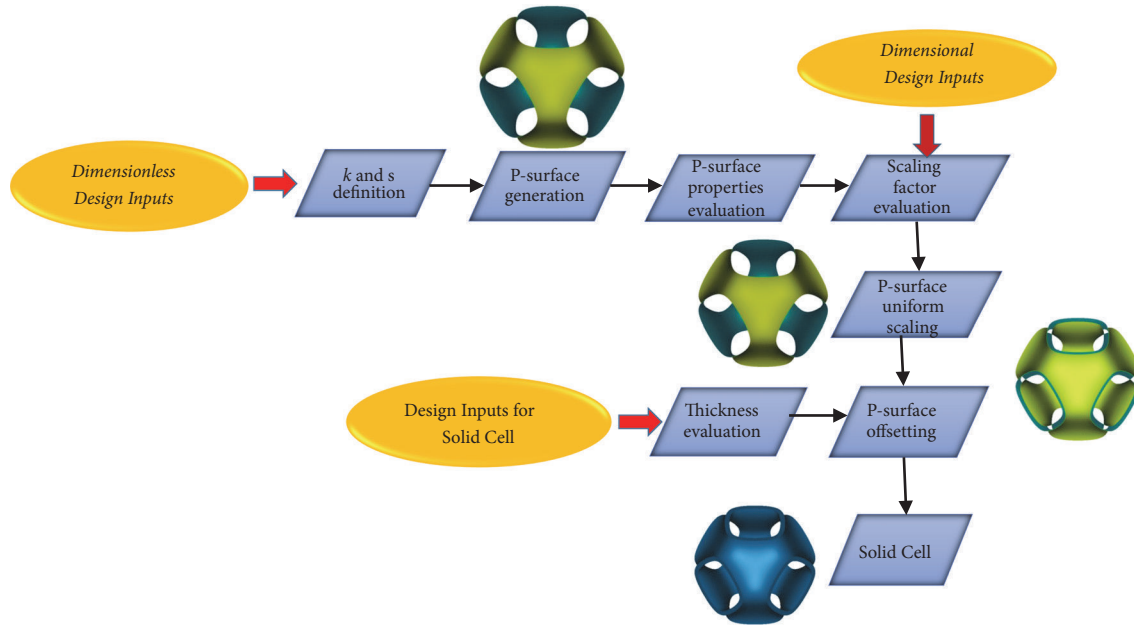 Dimensional
Design Inputs
Dimensionless
Design Inputs
k and s
definition
P-surface
generation
P-surface
properties
evaluation
Scaling
factor
evaluation
P-surface
uniform
scaling
Design Inputs for
Solid Cell
Thickness
evaluation
P-surface
offsetting
Solid Cell